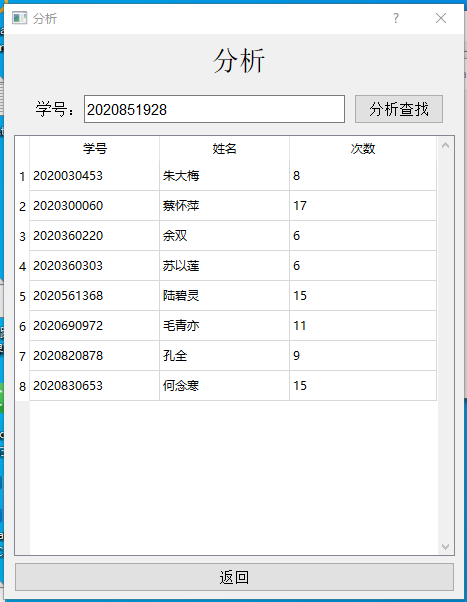 分析
?
分析
学号： 2020851928 分析查找
学号 姓名 次数
1 2020030453 朱大梅 8
2 2020300060 蔡怀萍 17
3 2020360220 余双 6
4 2020360303 苏以莲 6
5 2020561368 陆碧灵 15
6 2020690972 毛青亦 11
7 2020820878 孔全 9
8 2020830653 何念寒 15
返回